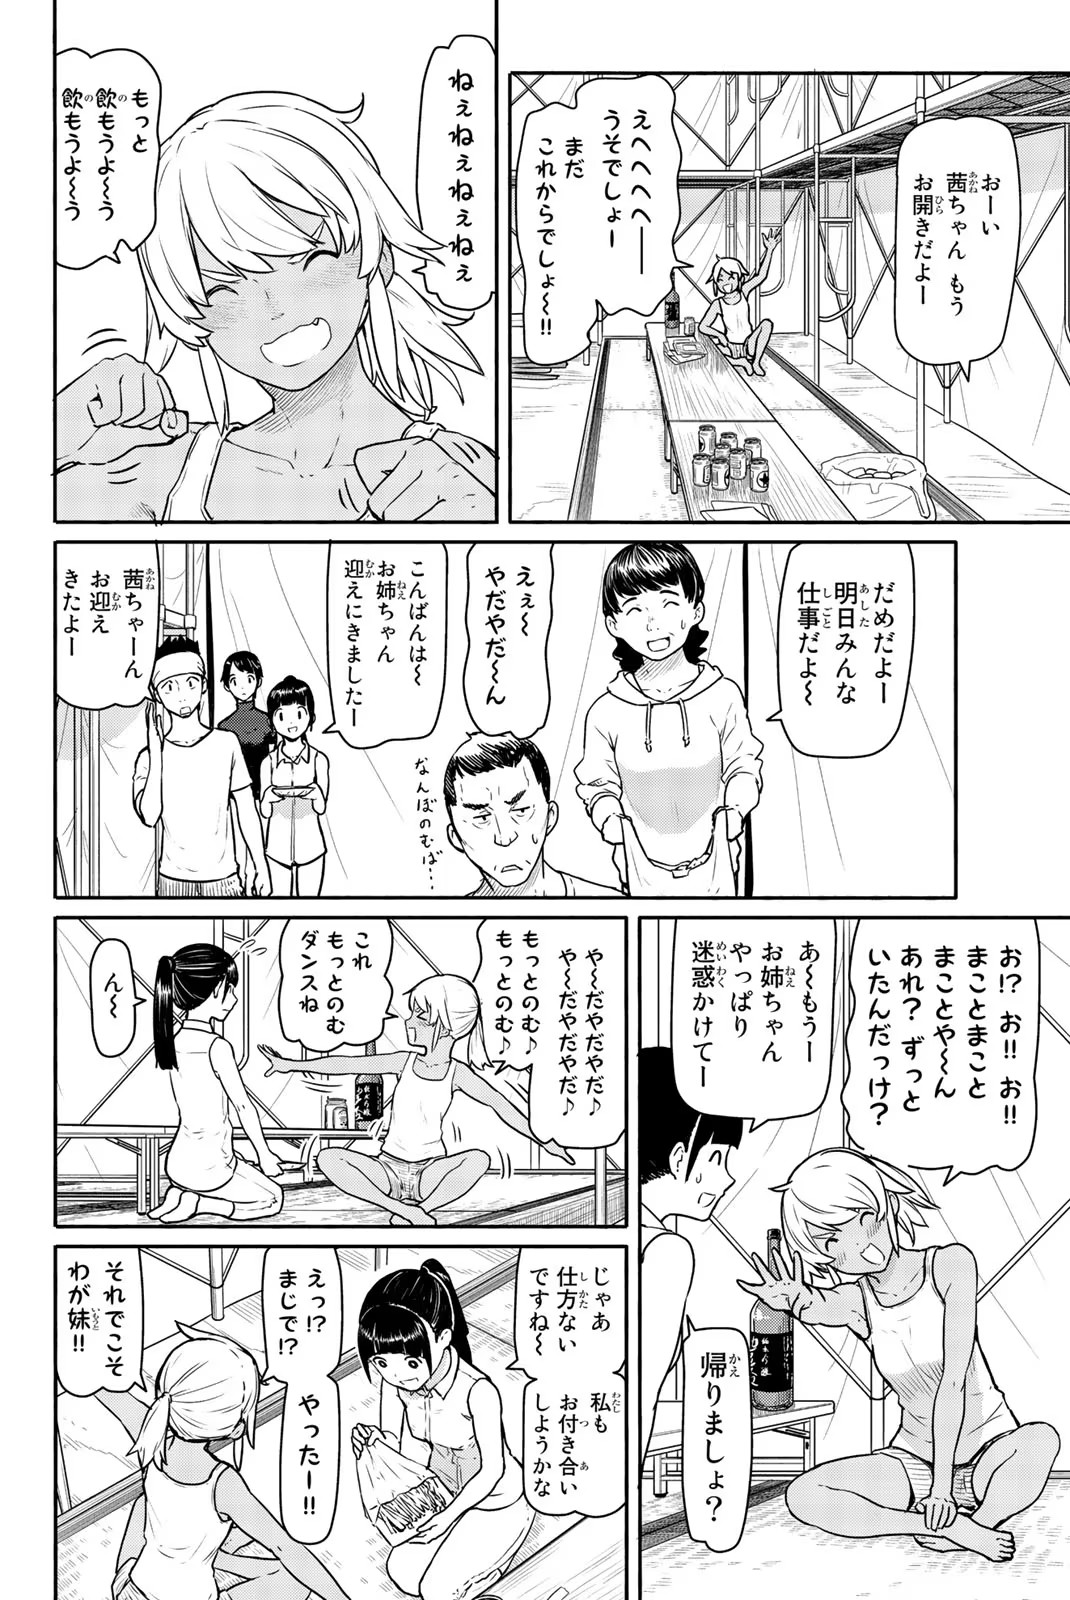 おーい
茜ちゃん もう
お開きだよー
えへへへへー
うそでしょー
まだ
これからでしょ〜!!
ねぇねぇねぇねぇ
もっと
飲もうよ〜う
飲もうよ〜う
だめだよー
明日みんな
仕事だよ〜
えぇ〜
やだやだ〜ん
なんぼのむば…
こんばんは〜
お姉ちゃん
迎えにきましたー
茜ちゃーん
お迎え
きたよー
お!? お!! お!!
まことまこと
まことや〜ん
あれ? ずっと
いたんだっけ?
あ〜もうー
お姉ちゃん
やっぱり
迷惑かけてー
帰りましょ?
や〜だやだやだ♪
や〜だやだやだ♪
もっとのむ♪
もっとのむ♪
これ
もっとのむ
ダンスね
ん〜
じゃあ
仕方ない
ですね〜
私も
お付き合い
しようかな
えっ!?
まじで!?
やったー!!
それでこそ
わが妹!!